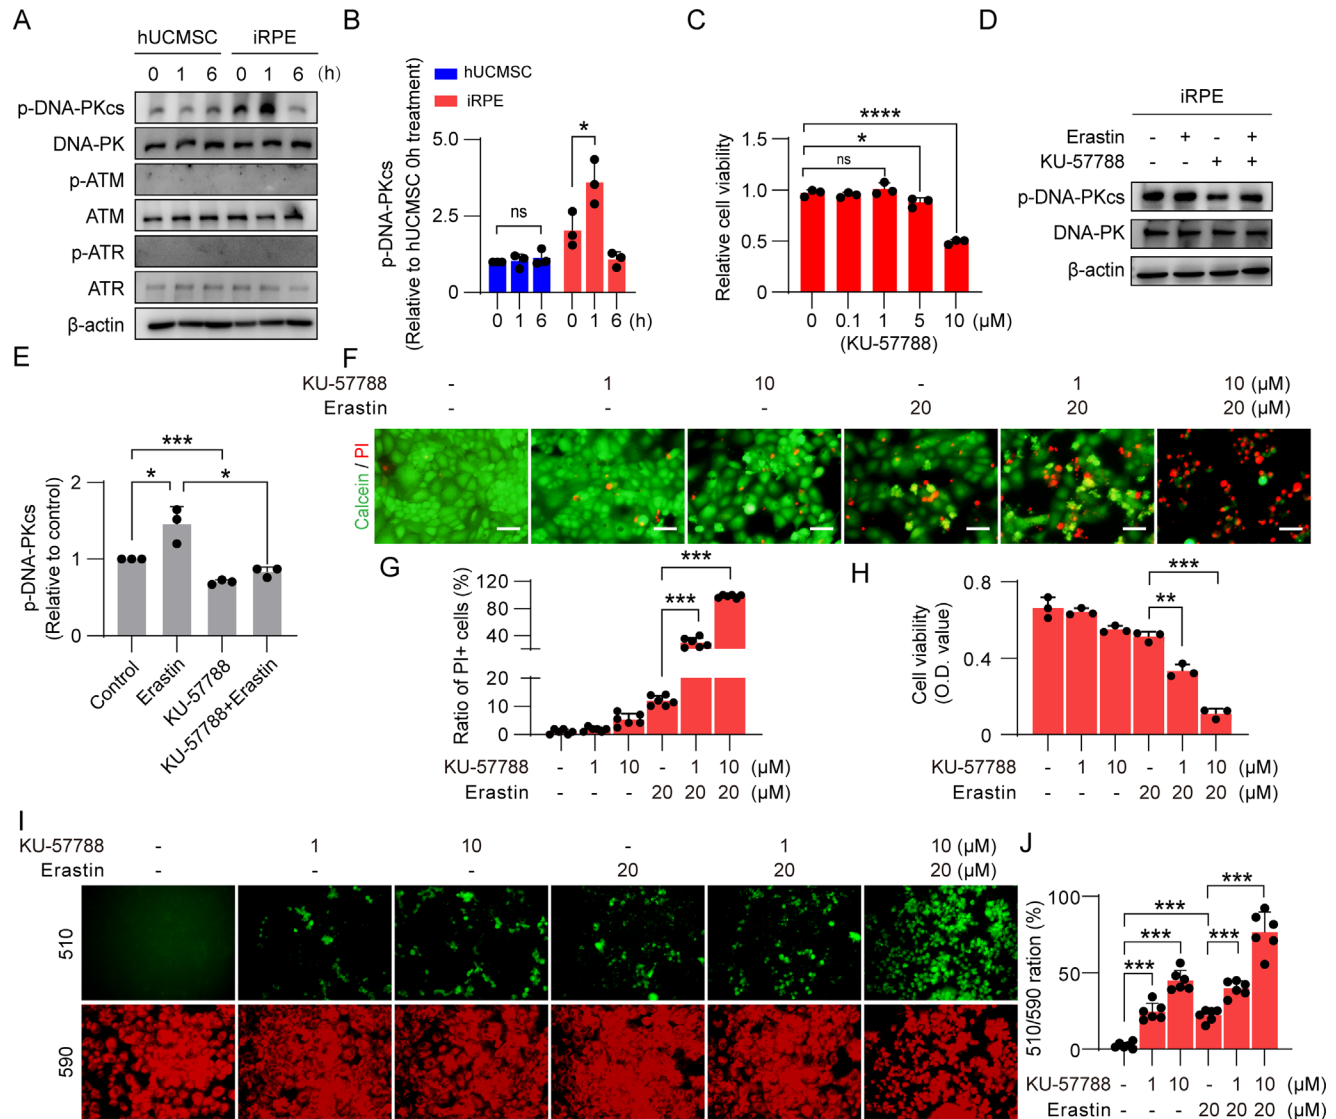 A
hUCMSC iRPE
0 1 6 0 1 6 (h)
p-DNA-PKcs
DNA-PK
p-ATM
ATM
p-ATR
ATR
β-actin
B
hUCMSC
iRPE
p-DNA-PKcs
(Relative to hUCMSC 0h treatment)
5.0
2.5
0
ns
*
0 1 6 0 1 6 (h)
C
Relative cell viability
1.5
1.0
0.5
0
****
*
ns
0 0.1 1 5 10 (μM)
(KU-57788)
D
iRPE
Erastin - + - +
KU-57788 - - + +
p-DNA-PKcs
DNA-PK
β-actin
E
p-DNA-PKcs
(Relative to control)
2
1
0
***
* *
Control
Erastin
KU-57788
KU-57788+Erastin
F
KU-57788 - 1 10 - 1 10 (μM)
Erastin - - - 20 20 20 (μM)
Calcein / PI
G
Ratio of PI+ cells (%)
120
80
40
20
10
0
***
***
KU-57788 - 1 10 - 1 10 (μM)
Erastin - - - 20 20 20 (μM)
H
Cell viability
(O.D. value)
0.8
0.4
0
***
**
KU-57788 - 1 10 - 1 10 (μM)
Erastin - - - 20 20 20 (μM)
I
KU-57788 - 1 10 - 1 10 (μM)
Erastin - - - 20 20 20 (μM)
510
590
J
510/590 ration (%)
100
50
0
***
***
***
***
***
KU-57788 - 1 10 - 1 10 (μM)
Erastin - - - 20 20 20 (μM)